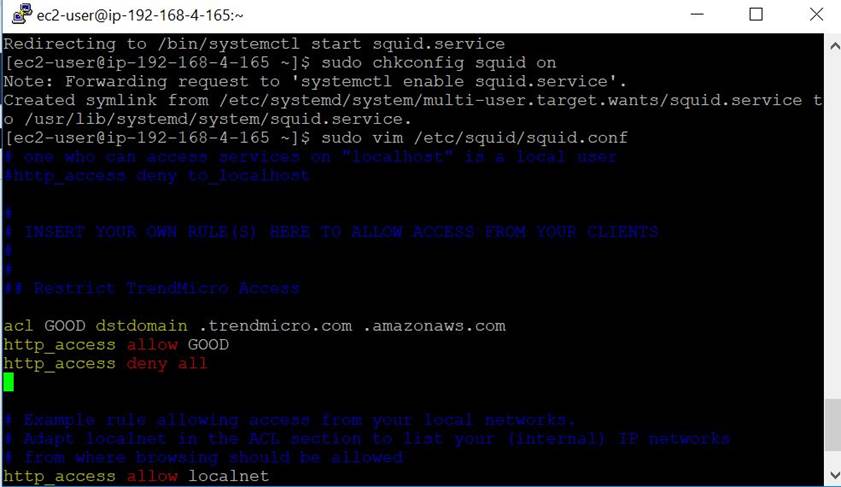 ec2-user@ip-192-168-4-165:~
Redirecting to /bin/systemctl start squid.service
[ec2-user@ip-192-168-4-165 ~]$ sudo chkconfig squid on
Note: Forwarding request to 'systemctl enable squid.service'.
Created symlink from /etc/systemd/system/multi-user.target.wants/squid.service t
o /usr/lib/systemd/system/squid.service.
[ec2-user@ip-192-168-4-165 ~]$ sudo vim /etc/squid/squid.conf
# one who can access services on "localhost" is a local user
#http_access deny to_localhost
#
# INSERT YOUR OWN RULE(S) HERE TO ALLOW ACCESS FROM YOUR CLIENTS
#
#
## Restrict TrendMicro Access
acl GOOD dstdomain .trendmicro.com .amazonaws.com
http_access allow GOOD
http_access deny all
# Example rule allowing access from your local networks.
# Adapt localnet in the ACL section to list your (internal) IP networks
# from where browsing should be allowed
http_access allow localnet